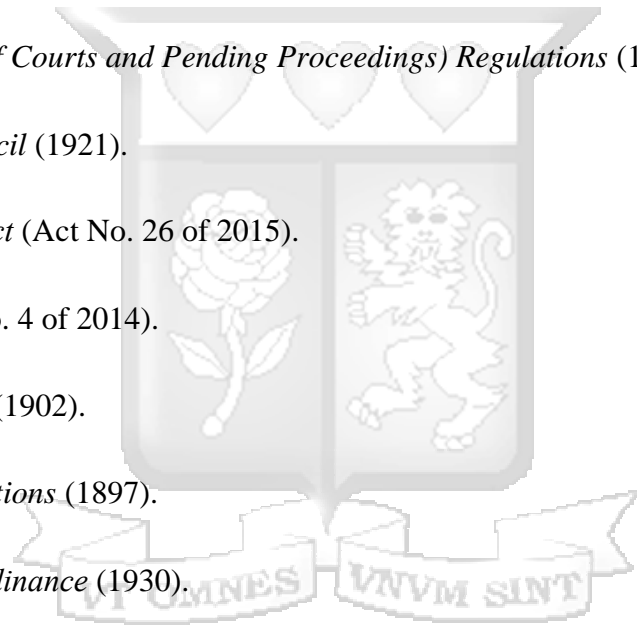 f Courts and Pending Proceedings) Regulations (1
cil (1921).
ct (Act No. 26 of 2015).
o. 4 of 2014).
(1902).
tions (1897).
dinance (1930).
VT OMNES VNVM SINT